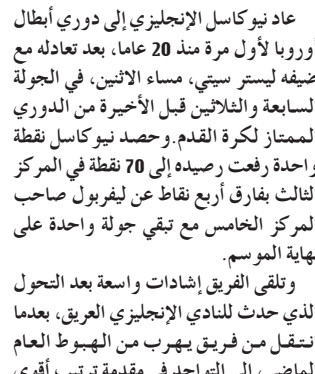 عاد نيوكاسل الإنجليزي إلى دوري أبطال
أوروبا لأول مرة منذ 20 عاما، بعد تعادله مع
ضيفه ليستر سيتي، مساء الاثنين، في الجولة
السابعة والثلاثين قبل الأخيرة من الدوري
الممتاز لكرة القدم.وحصد نيوكاسل نقطة
واحدة رفعت رصيده إلى 70 نقطة في المركز
الثالث بفارق أربع نقاط عن ليفربول صاحب
المركز الخامس مع تبقي جولة واحدة على
نهاية الموسم.
وتلقى الفريق إشادات واسعة بعد التحول
الذي حدث للنادي الإنجليزي العريق، بعدما
انتقل من فريق يهرب من الهبوط العام
الماضي إلى التواجد في مقدمة ترتيب أقوى